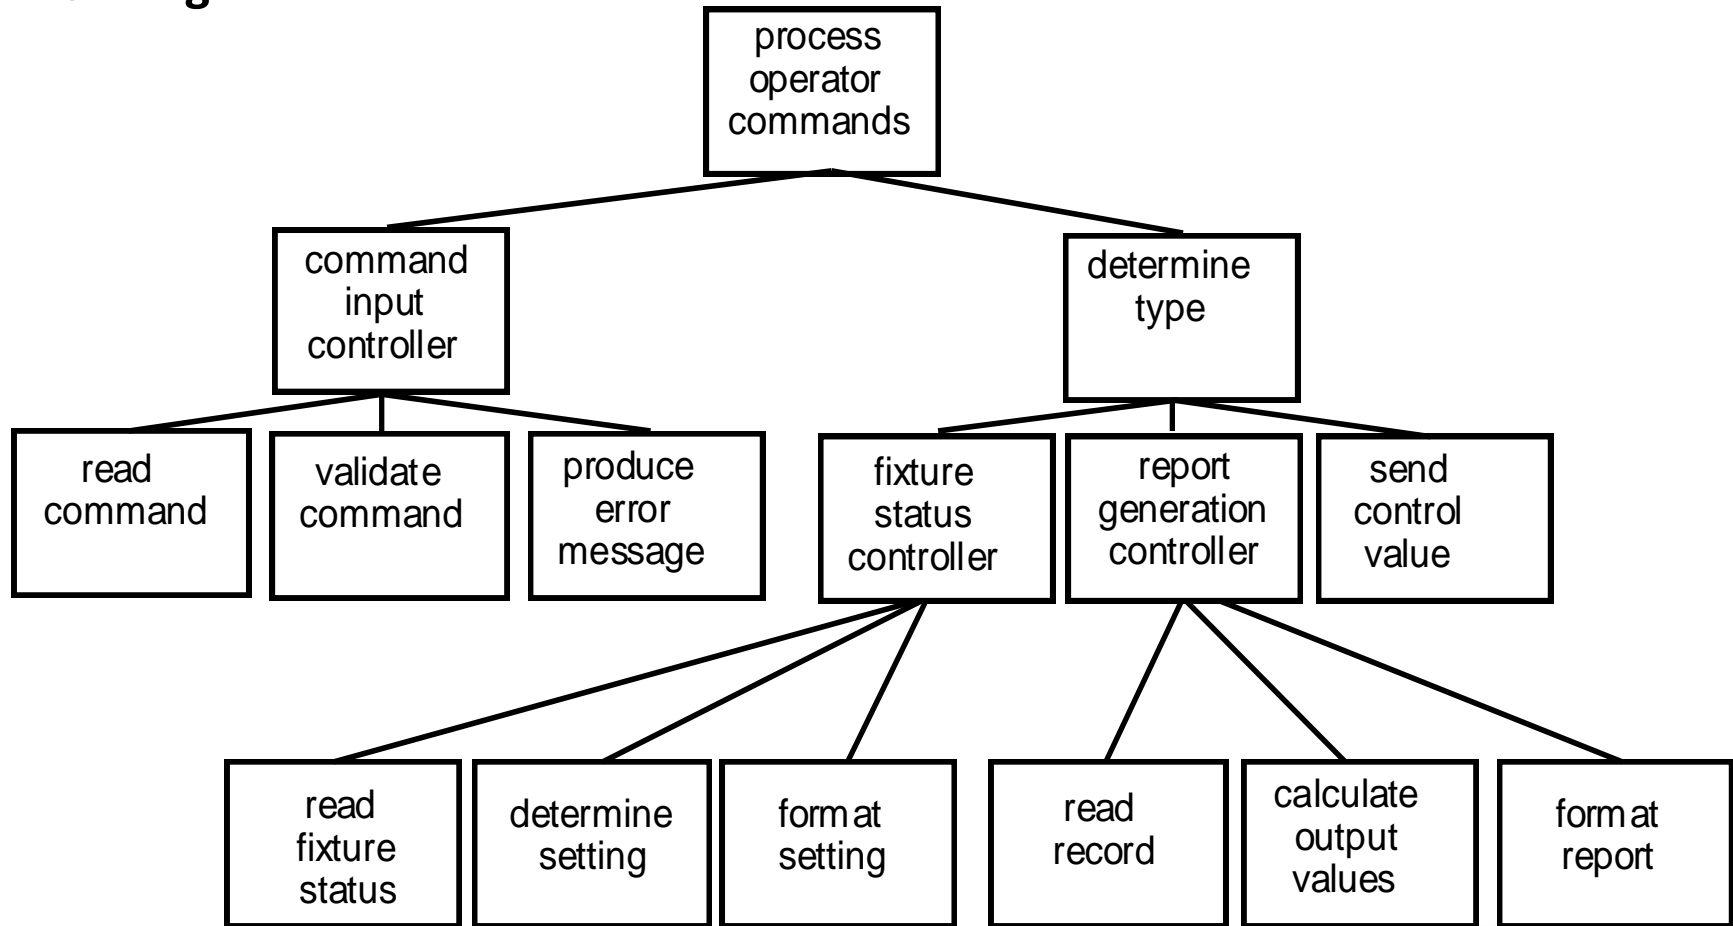 process
operator
commands
command
input
controller
determine
type
read
command
validate
command
produce
error
message
fixture
status
controller
report
generation
controller
send
control
value
read
fixture
status
determine
setting
format
setting
read
record
calculate
output
values
format
report